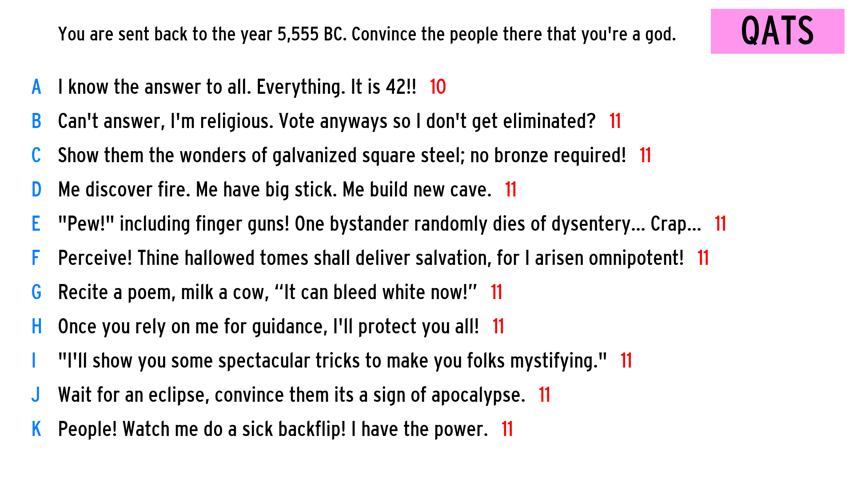 You are sent back to the year 5,555 BC. Convince the people there that you're a god.
QATS
A I know the answer to all. Everything. It is 42!! 10
B Can't answer, I'm religious. Vote anyways so I don't get eliminated? 11
C Show them the wonders of galvanized square steel; no bronze required! 11
D Me discover fire. Me have big stick. Me build new cave. 11
E "Pew!" including finger guns! One bystander randomly dies of dysentery... Crap... 11
F Perceive! Thine hallowed tomes shall deliver salvation, for I arisen omnipotent! 11
G Recite a poem, milk a cow, “It can bleed white now!” 11
H Once you rely on me for guidance, I'll protect you all! 11
I "I'll show you some spectacular tricks to make you folks mystifying." 11
J Wait for an eclipse, convince them its a sign of apocalypse. 11
K People! Watch me do a sick backflip! I have the power. 11